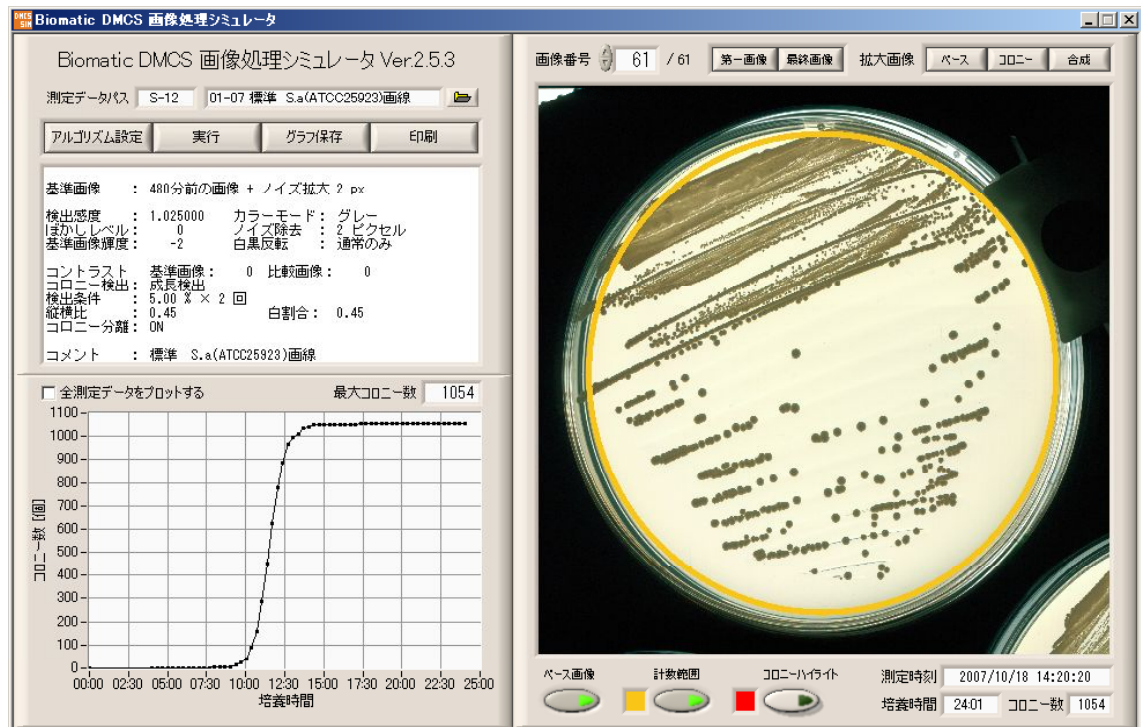 Biomatic DMCS 画像処理シミュレータ
Biomatic DMCS 画像処理シミュレータ Ver.2.5.3
測定データパス S-12 01-07 標準 S.a(ATCC25923)画線
アルゴリズム設定 実行 グラフ保存 印刷
基準画像 : 480分前の画像 + ノイズ拡大 2 px
検出感度 : 1.025000 カラーモード: グレー
ぼかしレベル: 0 ノイズ除去 : 2 ピクセル
基準画像輝度: -2 白黒反転 : 通常のみ
コントラスト 基準画像: 0 比較画像: 0
コロニー検出: 成長検出
検出条件 : 5.00 % × 2 回
縦横比 : 0.45 白割合: 0.45
コロニー分離: ON
コメント : 標準 S.a(ATCC25923)画線
全測定データをプロットする 最大コロニー数 1054
コロニー数 [個]
1100
1000
900
800
700
600
500
400
300
200
100
0
00:00 02:30 05:00 07:30 10:00 12:30 15:00 17:30 20:00 22:30 25:00
培養時間
画像番号 61 / 61 第一画像 最終画像 拡大画像 ベース コロニー 合成
ベース画像 計数範囲 コロニーハイライト 測定時刻 2007/10/18 14:20:20
培養時間 24:01 コロニー数 1054